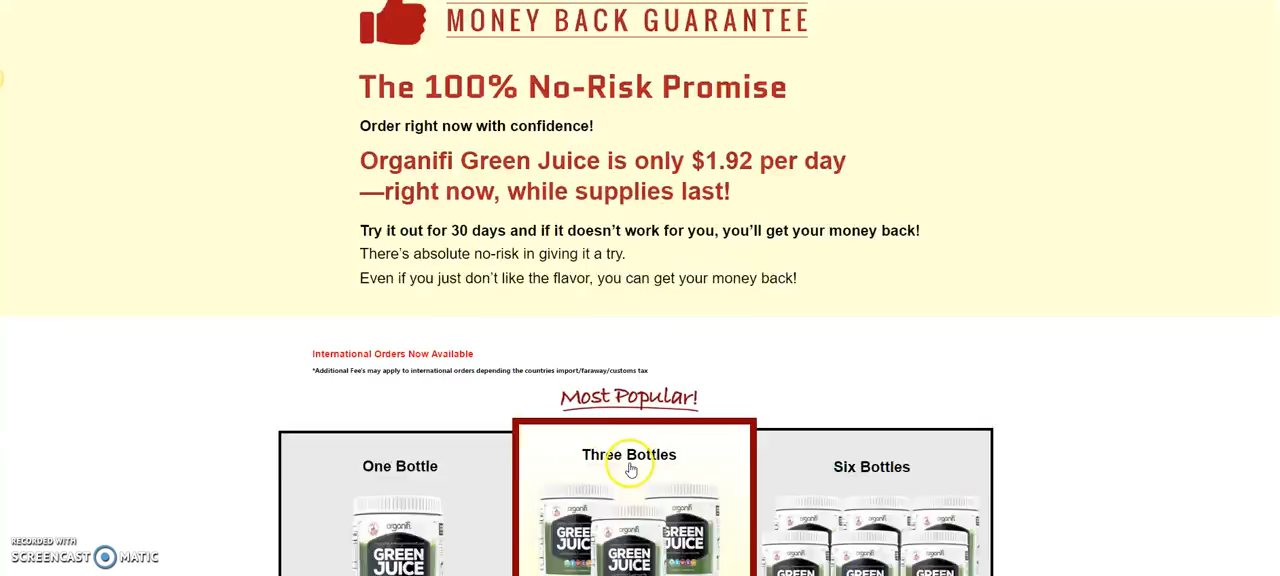 MONEY BACK GUARANTEE
The 100% No-Risk Promise
Order right now with confidence!
Organifi Green Juice is only $1.92 per day
—right now, while supplies last!
Try it out for 30 days and if it doesn't work for you, you'll get your money back!
There's absolute no-risk in giving it a try.
Even if you just don't like the flavor, you can get your money back!
International Orders Now Available
*Additional Fee's may apply to international orders depending the countries import/faraway/customs tax
Most Popular!
One Bottle
Three Bottles
Six Bottles
organifi
GREEN
JUICE
organifi
GREEN
JUICE
RECORDED WITH
SCREENCAST MATIC